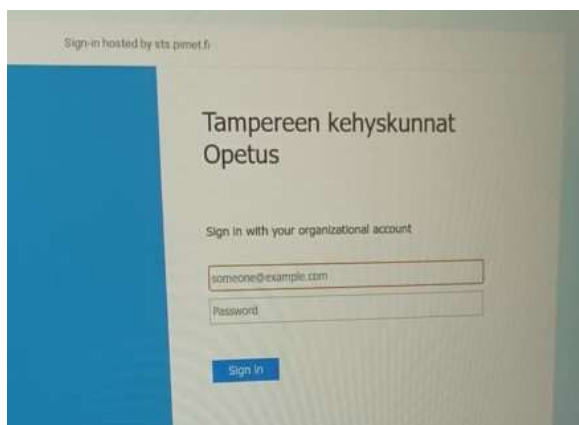 Sign-in hosted by sts.pimet.fi
Tampereen kehyskunnat
Opetus
Sign in with your organizational account
someone@example.com
Password
Sign in